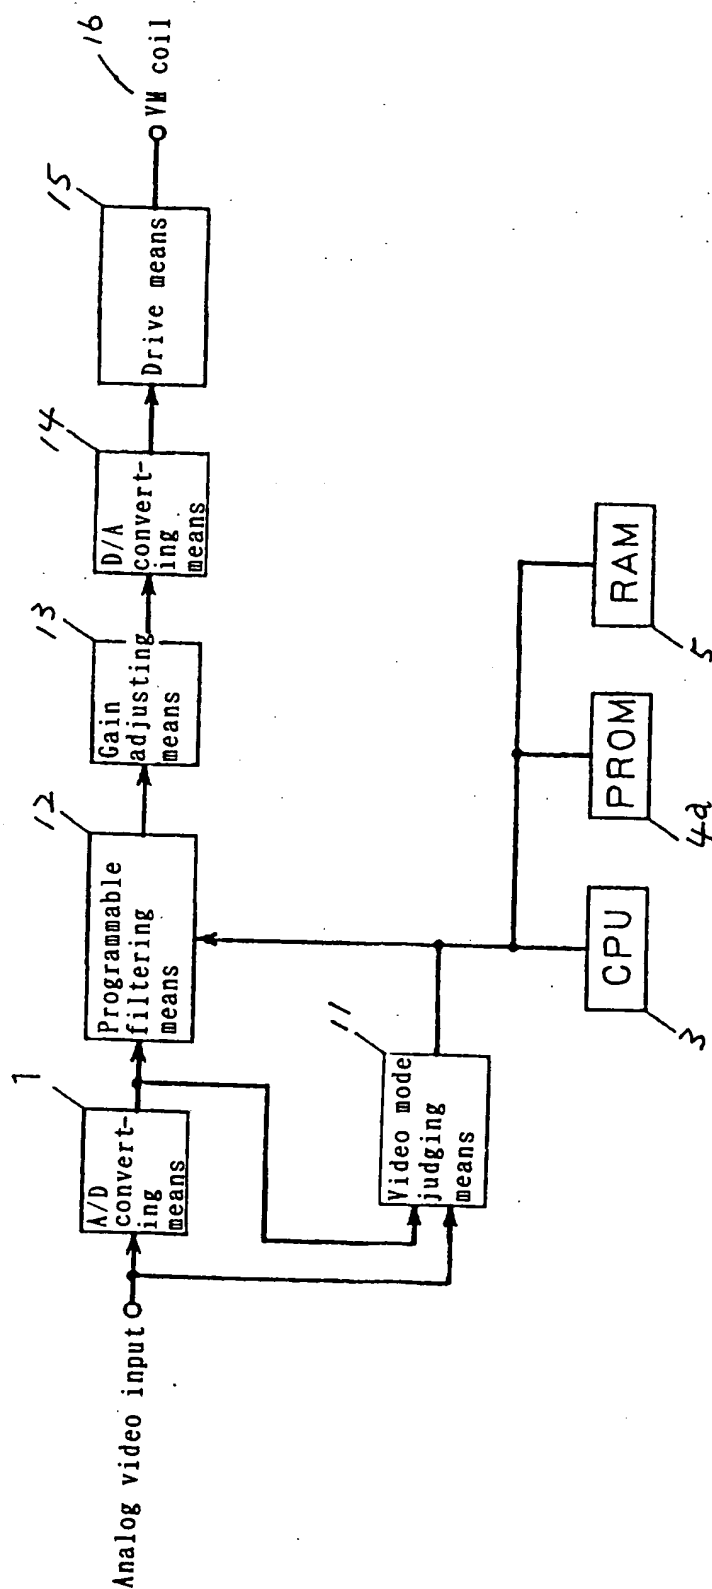 Analog video input
1
A/D
convert-
ing
means
12
Programmable
filtering
means
13
Gain
adjusting
means
14
D/A
convert-
ing
means
15
Drive means
16
VM coil
11
Video mode
judging
means
CPU
3
PROM
4a
RAM
5